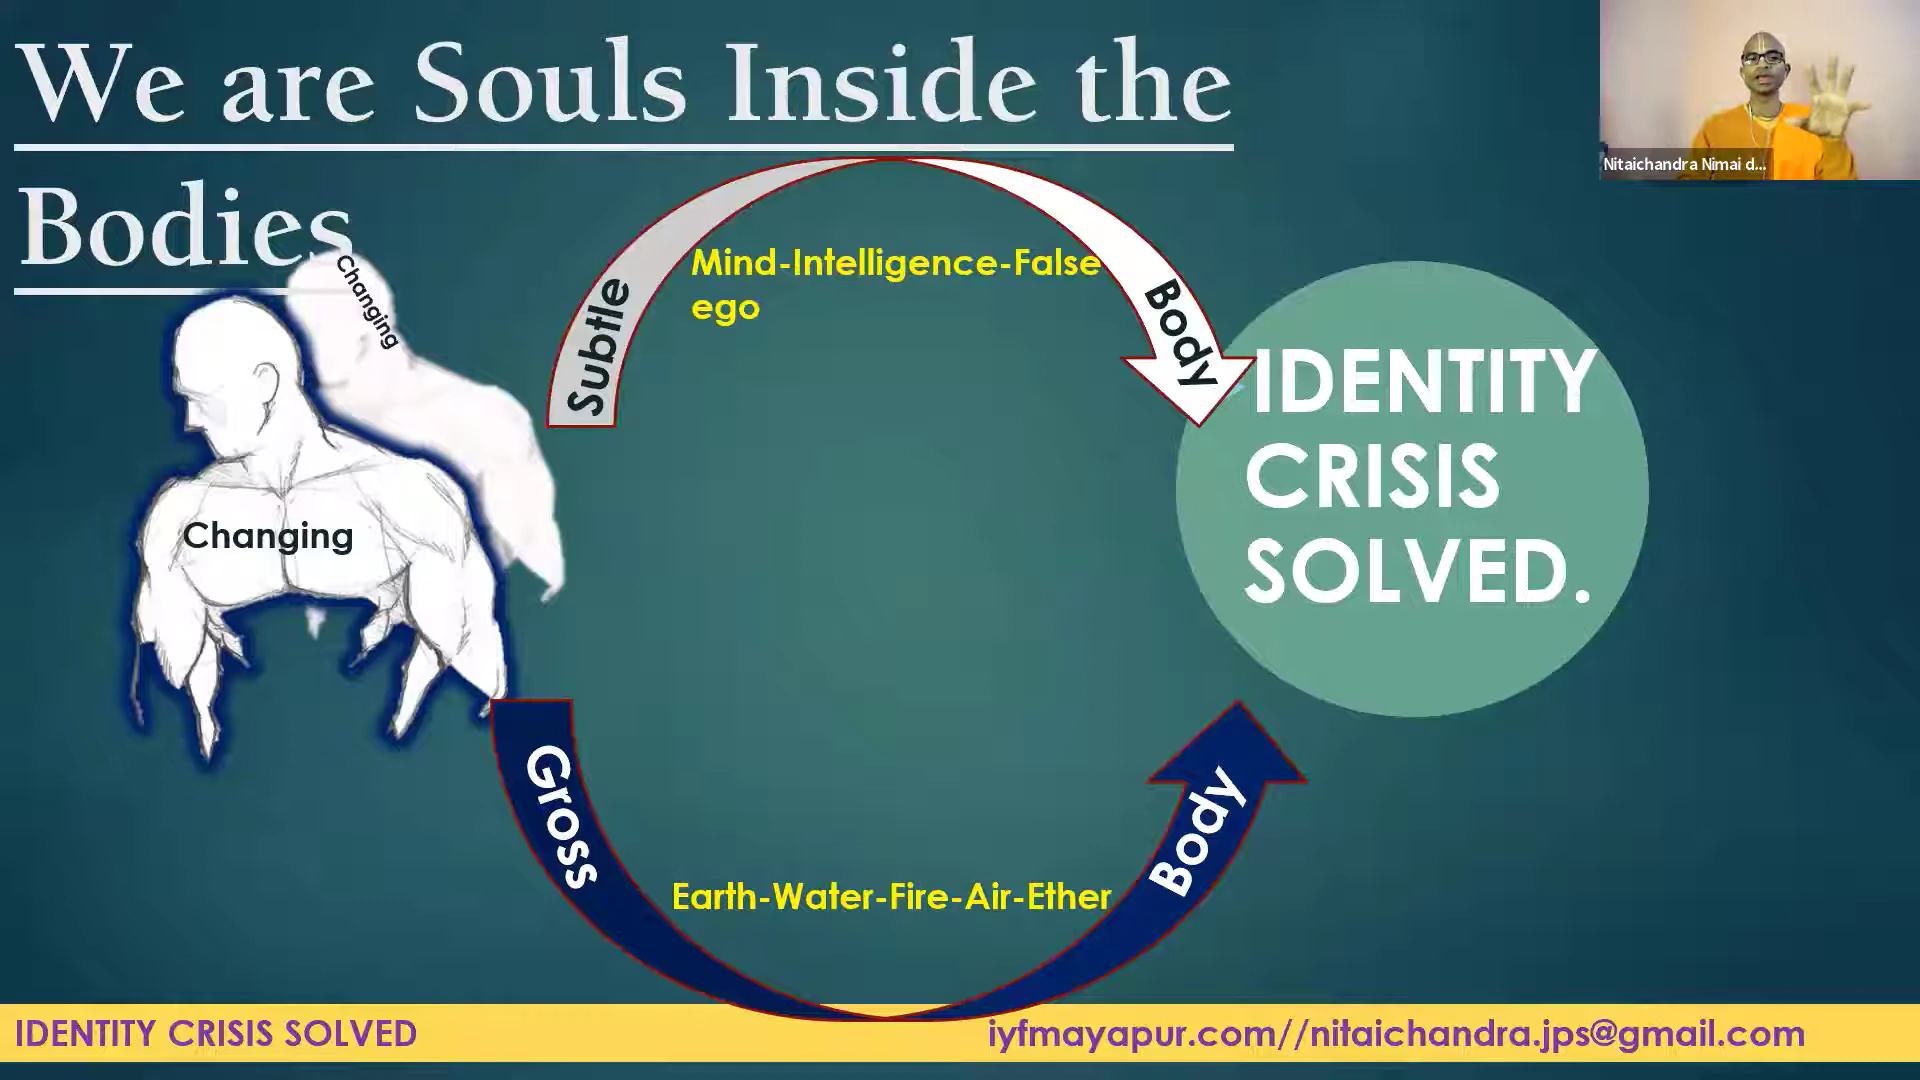 We are Souls Inside the
Bodies
Nitaichandra Nimai d...
Changing
Subtle
Mind-Intelligence-False
ego
Body
IDENTITY
CRISIS
SOLVED.
Changing
Gross
Body
Earth-Water-Fire-Air-Ether
IDENTITY CRISIS SOLVED
iyfmayapur.com//nitaichandra.jps@gmail.com